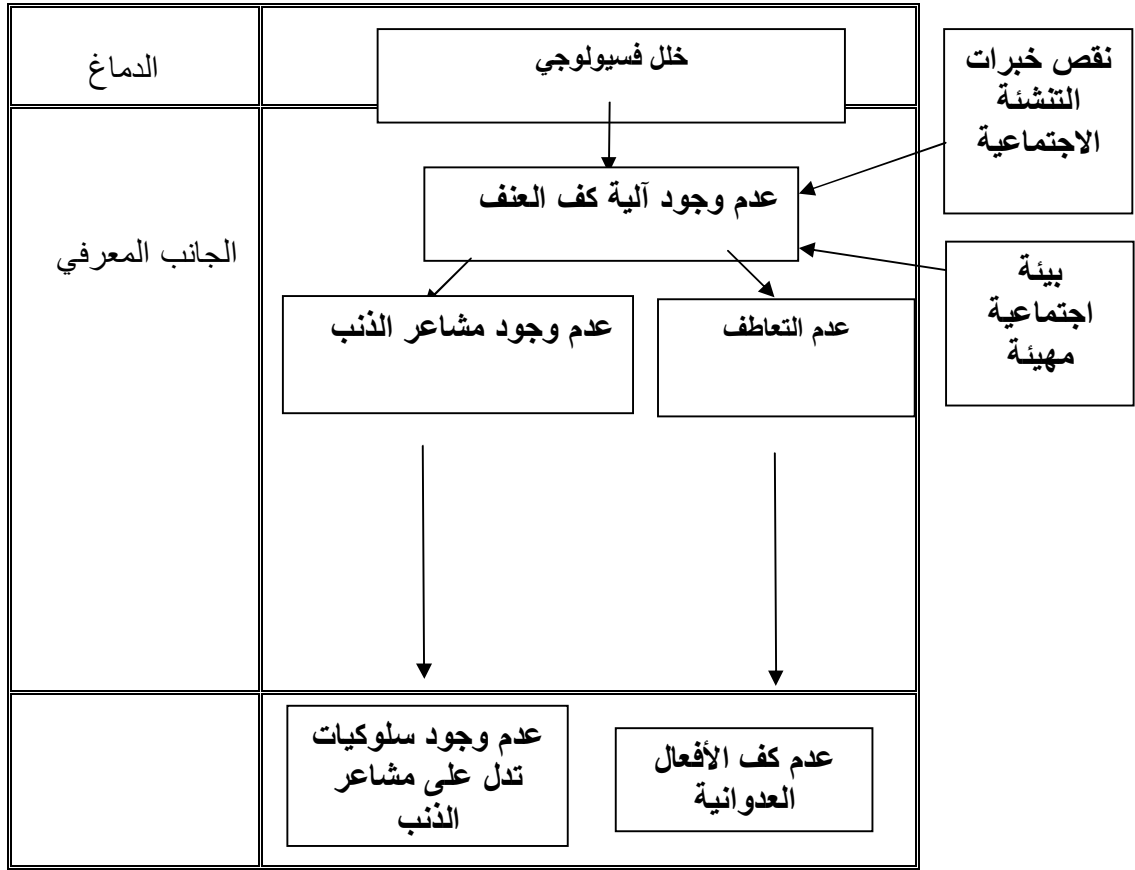 الدماغ
خلل فسيولوجي
نقص خبرات
التنشئة
الاجتماعية
عدم وجود آلية كف العنف
الجانب المعرفي
بيئة
اجتماعية
مهيئة
عدم وجود مشاعر الذنب
عدم التعاطف
عدم وجود سلوكيات
تدل على مشاعر
الذنب
عدم كف الأفعال
العدوانية